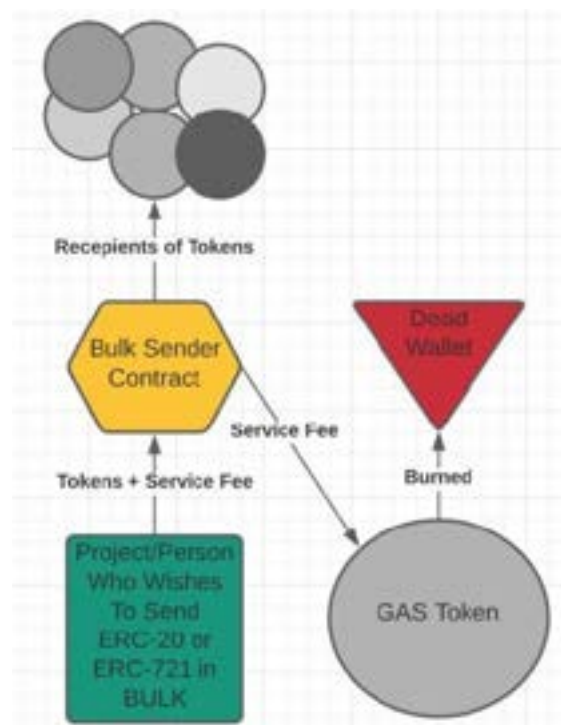 Recepients of Tokens
Bulk Sender
Contract
Dead
Wallet
Service Fee
Tokens + Service Fee
Burned
Project/Person
Who Wishes
To Send
ERC-20 or
ERC-721 in
BULK
GAS Token